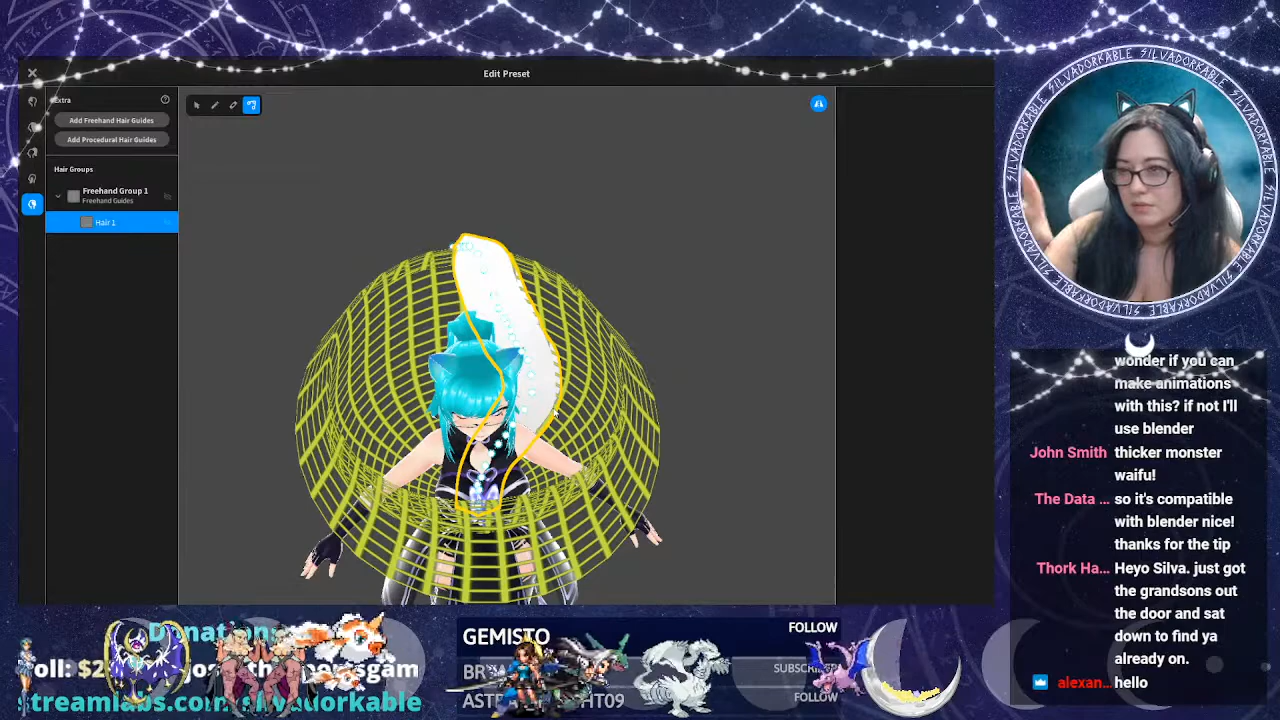 Edit Preset
Extra
Add Freehand Hair Guides
Add Procedural Hair Guides
Hair Groups
Freehand Group 1
Freehand Guides
Hair 1
SILVADORKABLE
wonder if you can
make animations
with this? if not I'll
use blender
John Smith thicker monster
waifu!
The Data ... so it's compatible
with blender nice!
thanks for the tip
Thork Ha... Heyo Silva. just got
the grandsons out
the door and sat
down to find ya
already on.
alexan... hello
GEMISTO FOLLOW
FOLLOW